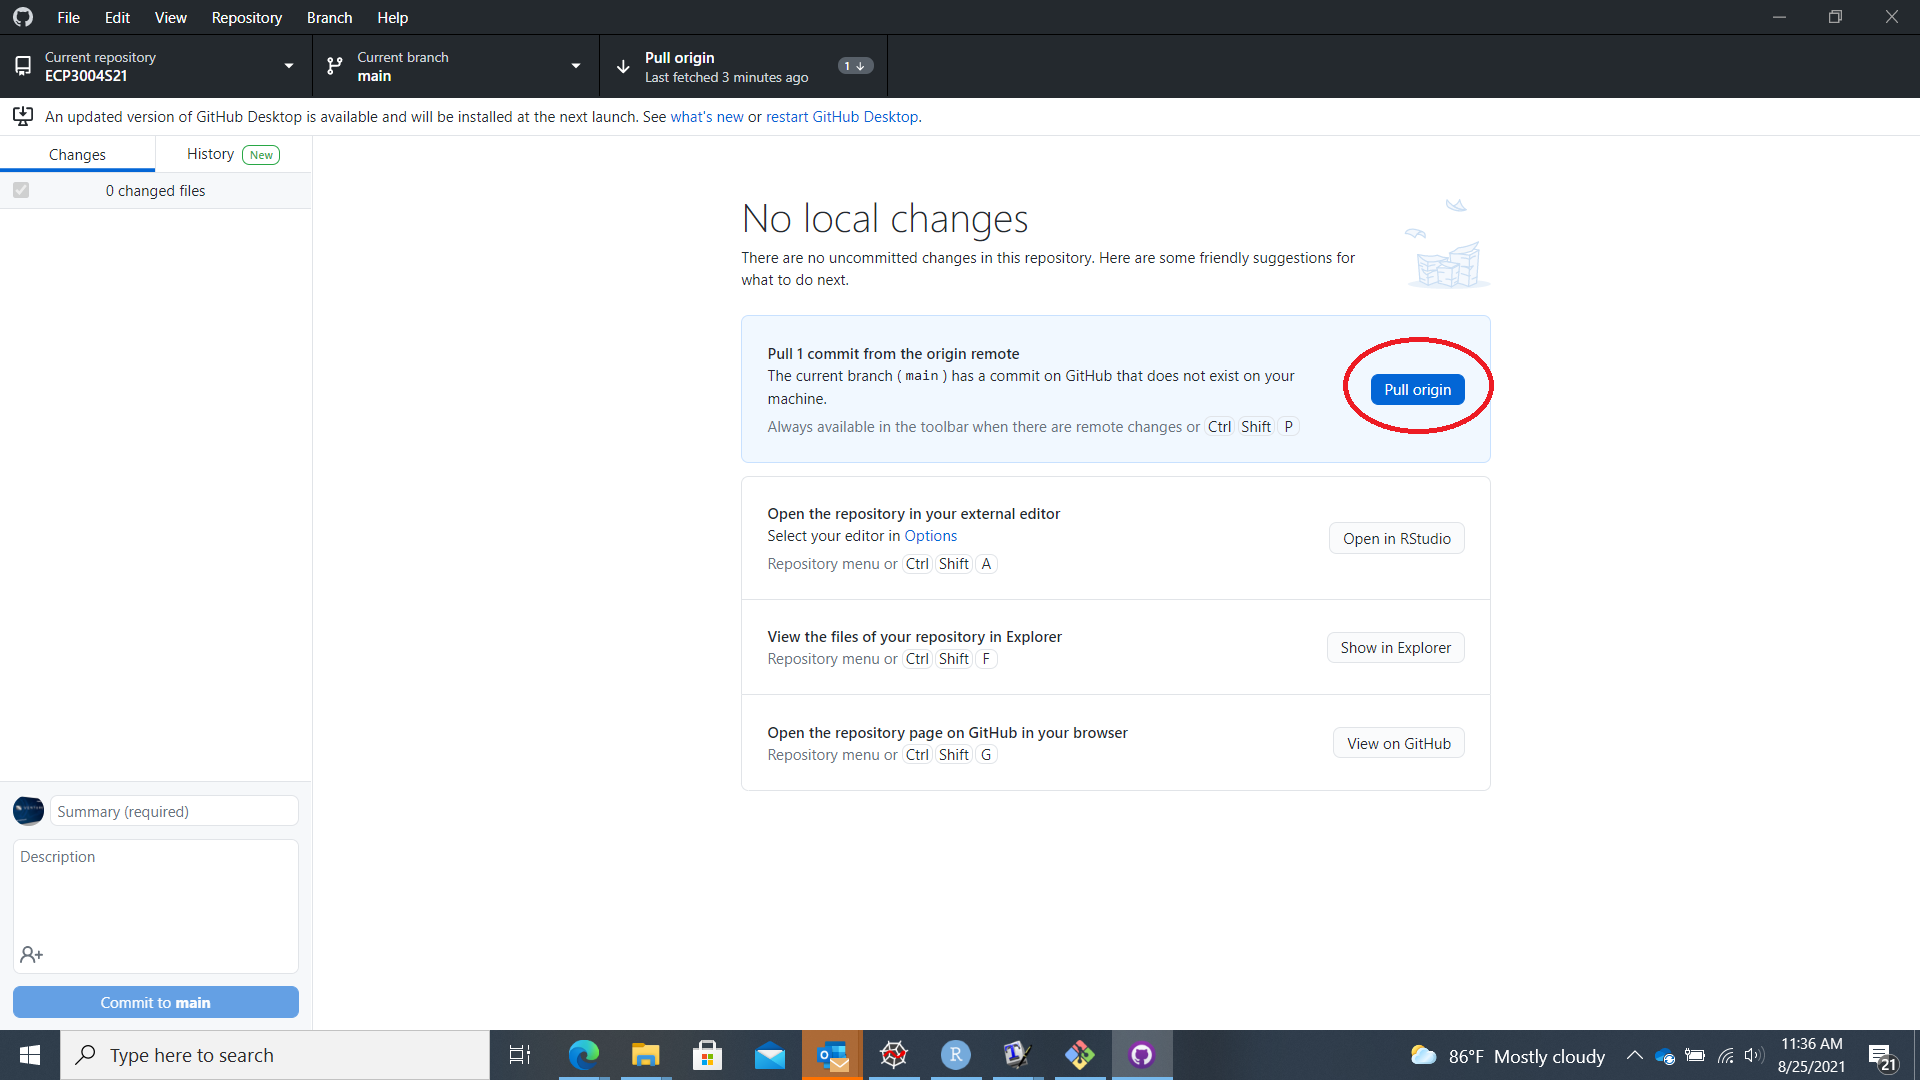 File Edit View Repository Branch Help
Current repository
ECP3004S21
Current branch
main
Pull origin
Last fetched 3 minutes ago
1
An updated version of GitHub Desktop is available and will be installed at the next launch. See what's new or restart GitHub Desktop.
Changes
History New
0 changed files
No local changes
There are no uncommitted changes in this repository. Here are some friendly suggestions for
what to do next.
Pull 1 commit from the origin remote
The current branch ( main ) has a commit on GitHub that does not exist on your
machine.
Always available in the toolbar when there are remote changes or Ctrl Shift P
Pull origin
Open the repository in your external editor
Select your editor in Options
Repository menu or Ctrl Shift A
Open in RStudio
View the files of your repository in Explorer
Repository menu or Ctrl Shift F
Show in Explorer
Open the repository page on GitHub in your browser
Repository menu or Ctrl Shift G
View on GitHub
Summary (required)
Description
Commit to main
Type here to search
R
86°F Mostly cloudy
11:36 AM
8/25/2021
21